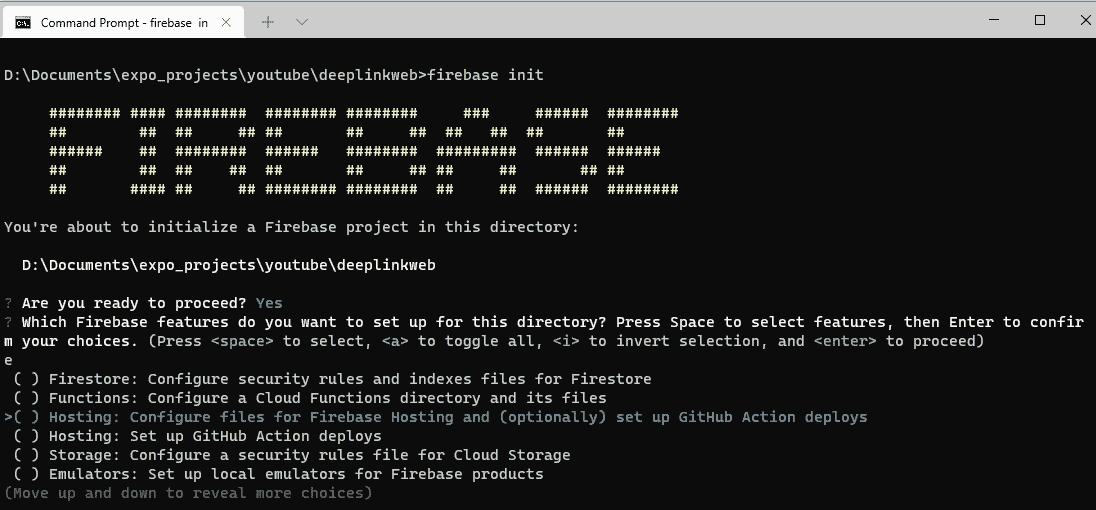 Command Prompt - firebase  in
D:\Documents\expo_projects\youtube\deeplinkweb>firebase init
     ######## #### ########  ######## ########     ###     ######  ########
     ##        ##  ##     ## ##       ##     ##  ##   ##  ##       ##
     ######    ##  ########  ######   ########  #########  ######  ######
     ##        ##  ##    ##  ##       ##     ## ##     ##       ## ##
     ##       #### ##     ## ######## ########  ##     ##  ######  ########
You're about to initialize a Firebase project in this directory:
  D:\Documents\expo_projects\youtube\deeplinkweb
? Are you ready to proceed? Yes
? Which Firebase features do you want to set up for this directory? Press Space to select features, then Enter to confir
m your choices. (Press <space> to select, <a> to toggle all, <i> to invert selection, and <enter> to proceed)
e
 ( ) Firestore: Configure security rules and indexes files for Firestore
 ( ) Functions: Configure a Cloud Functions directory and its files
>( ) Hosting: Configure files for Firebase Hosting and (optionally) set up GitHub Action deploys
 ( ) Hosting: Set up GitHub Action deploys
 ( ) Storage: Configure a security rules file for Cloud Storage
 ( ) Emulators: Set up local emulators for Firebase products
(Move up and down to reveal more choices)